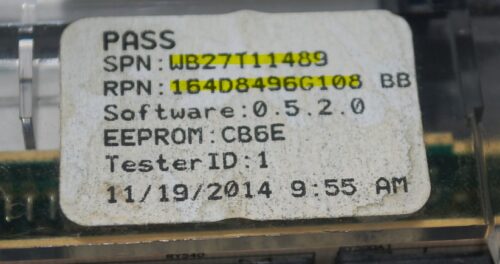 PASS
SPN:WB27T11489
RPN:164D8496G108 BB
Software:0.5.2.0
EEPROM:CB6E
TesterID:1
11/19/2014 9:55 AM